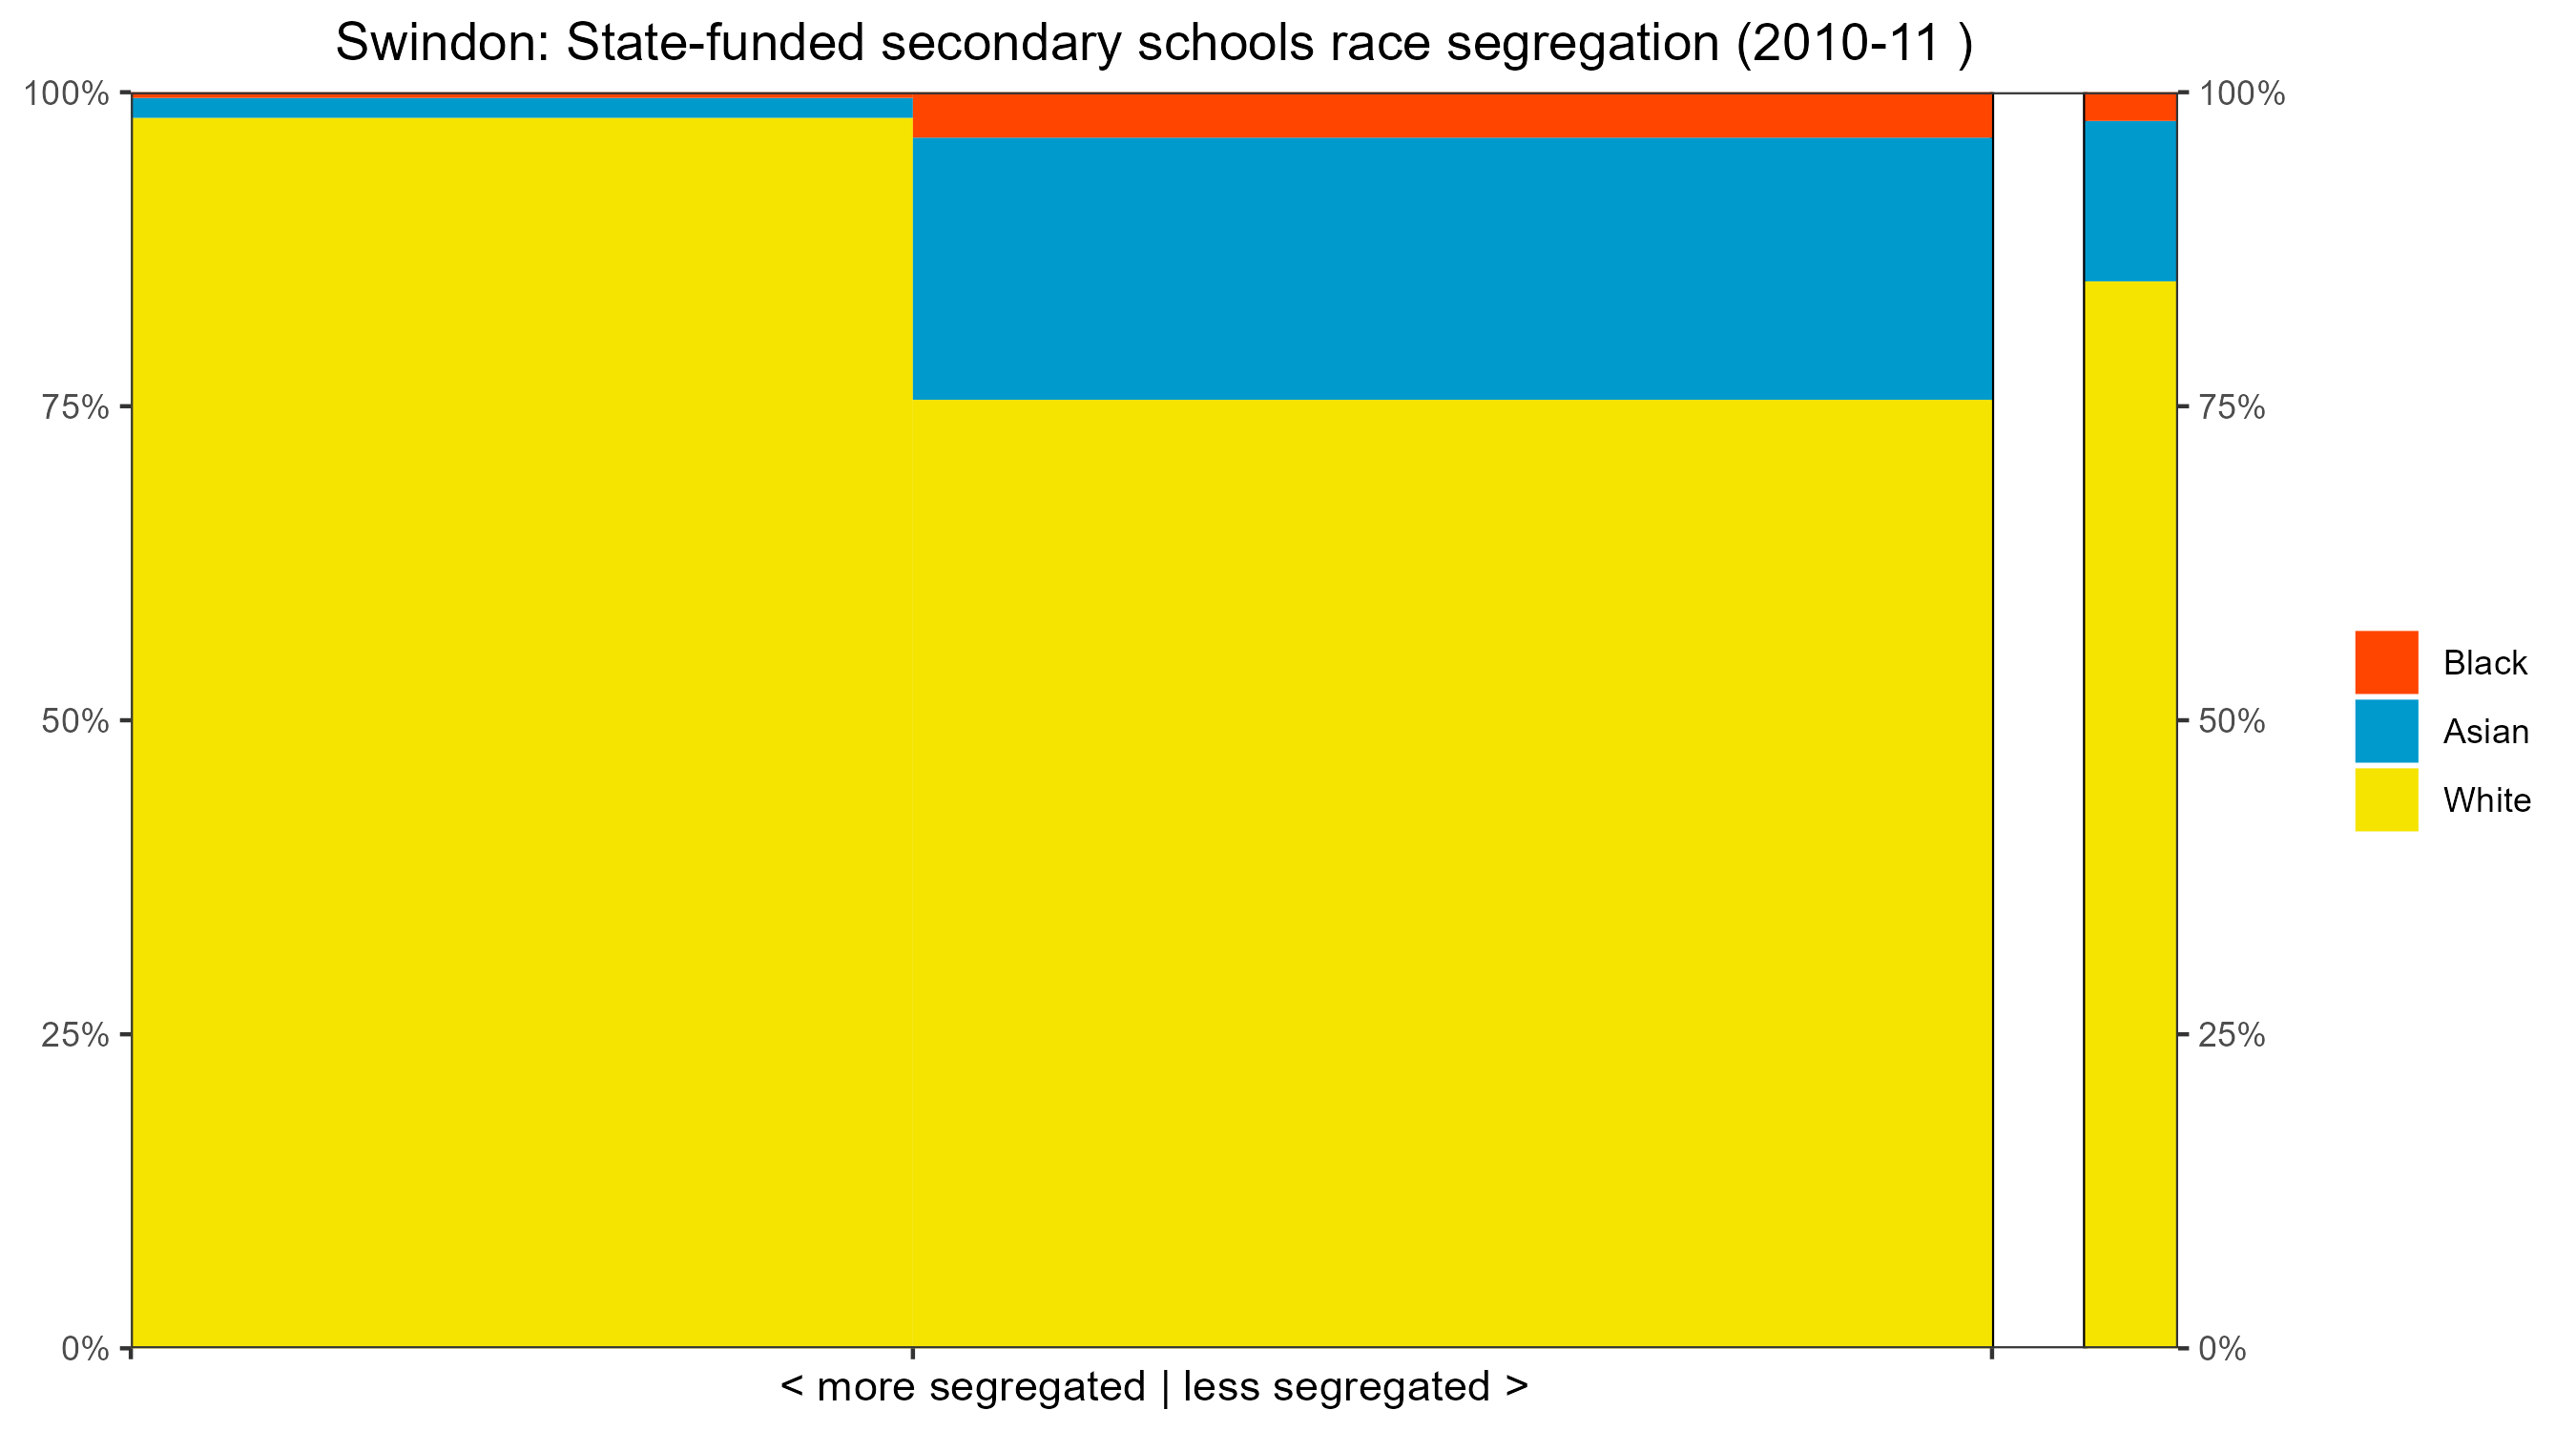 Swindon: State-funded secondary schools race segregation (2010-11 )
100%
75%
50%
25%
0%
100%
75%
50%
25%
0%
Black
Asian
White
< more segregated | less segregated >